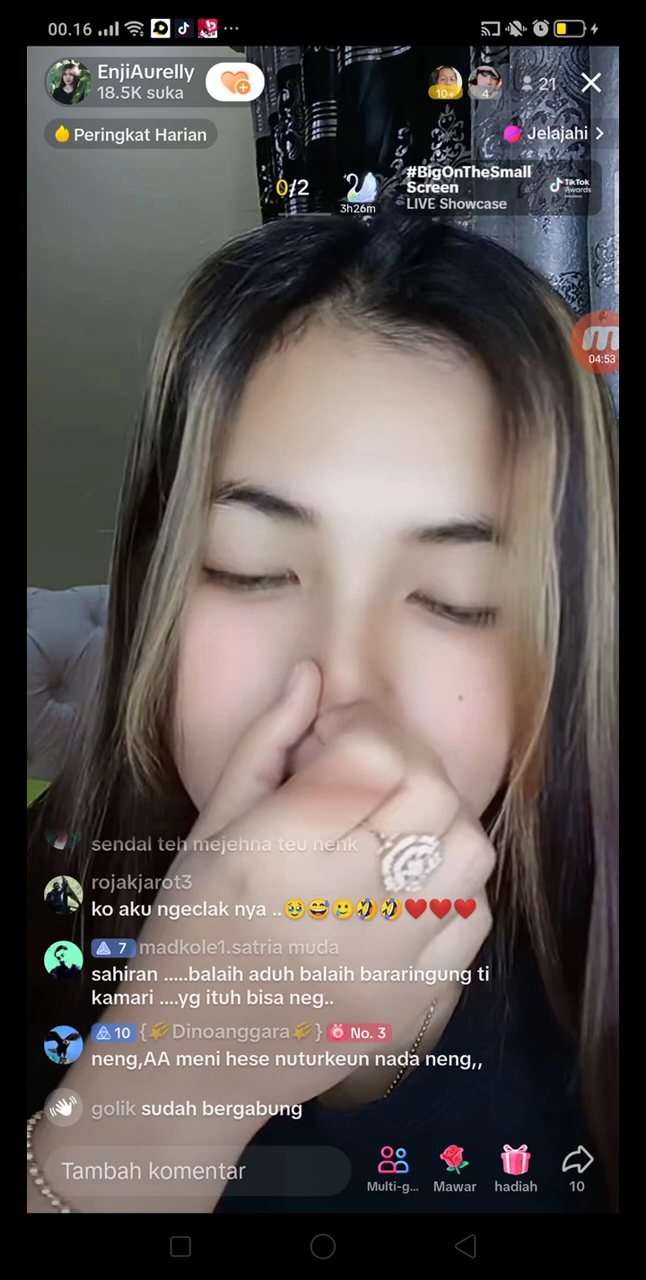 00.16
EnjiAurelly
18.5K suka
10+
4
21
Peringkat Harian
Jelajahi
0/2
3h26m
#BigOnTheSmall
Screen
LIVE Showcase
TikTok
Awards
04:53
sendal teh mejehna teu nenk
rojakjarot3
ko aku ngeclak nya ..🥹😅🥲🤣🤣❤️❤️❤️
7 madkole1.satria muda
sahiran .....balaih aduh balaih bararingung ti
kamari ....yg ituh bisa neg..
10 {💫Dinoanggara💫} No. 3
neng,AA meni hese nuturkeun nada neng,,
golik sudah bergabung
Tambah komentar
Multi-g...
Mawar
hadiah
10